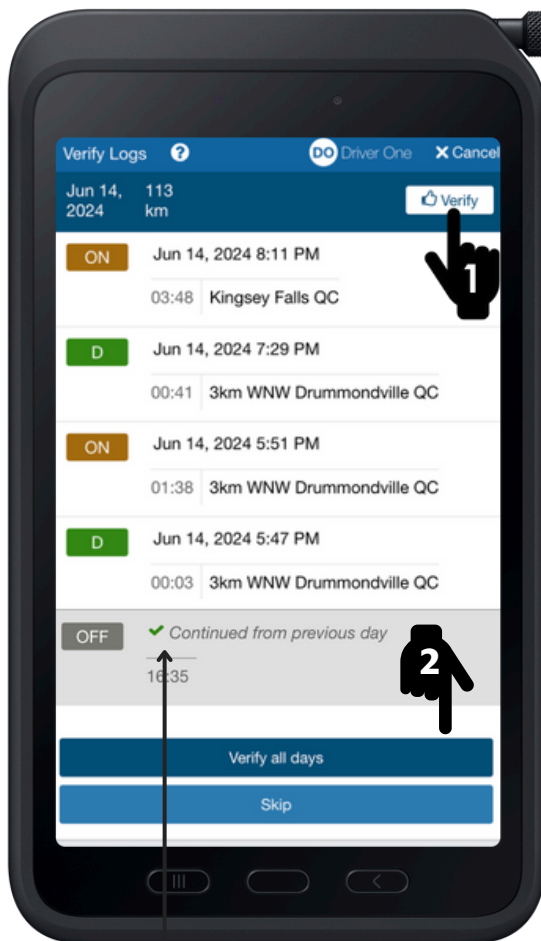 Verify Logs ? DO Driver One X Cancel
Jun 14, 2024 113 km Verify
1
ON Jun 14, 2024 8:11 PM
03:48 Kingsey Falls QC
D Jun 14, 2024 7:29 PM
00:41 3km WNW Drummondville QC
ON Jun 14, 2024 5:51 PM
01:38 3km WNW Drummondville QC
D Jun 14, 2024 5:47 PM
00:03 3km WNW Drummondville QC
OFF Continued from previous day
16:35
2
Verify all days
Skip